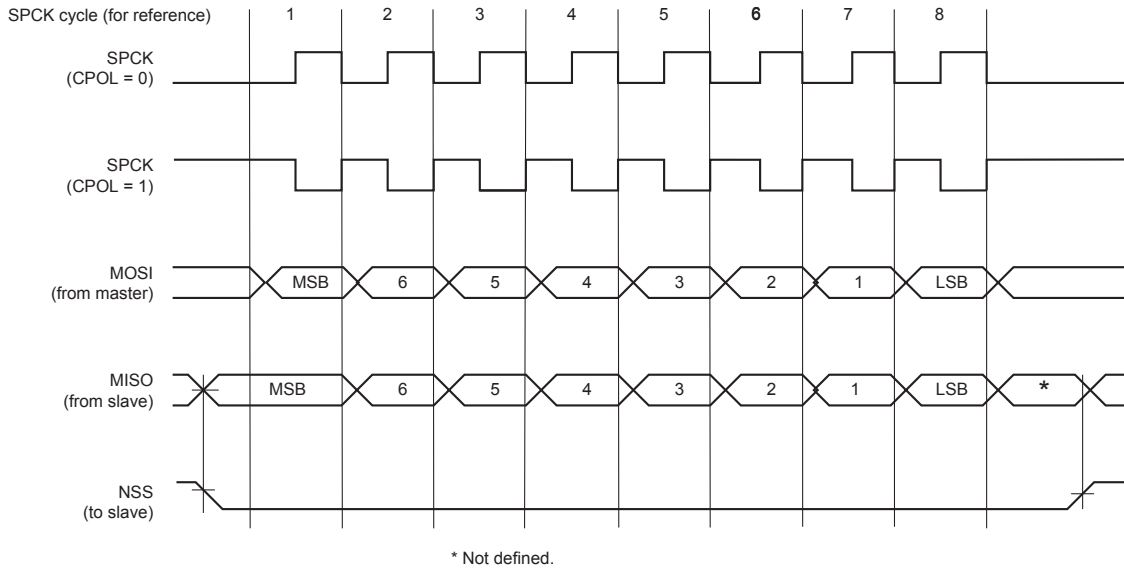 SPCK cycle (for reference) 1 2 3 4 5 6 7 8
SPCK
(CPOL = 0)
SPCK
(CPOL = 1)
MOSI
(from master)
MSB 6 5 4 3 2 1 LSB
MISO
(from slave)
MSB 6 5 4 3 2 1 LSB *
NSS
(to slave)
* Not defined.